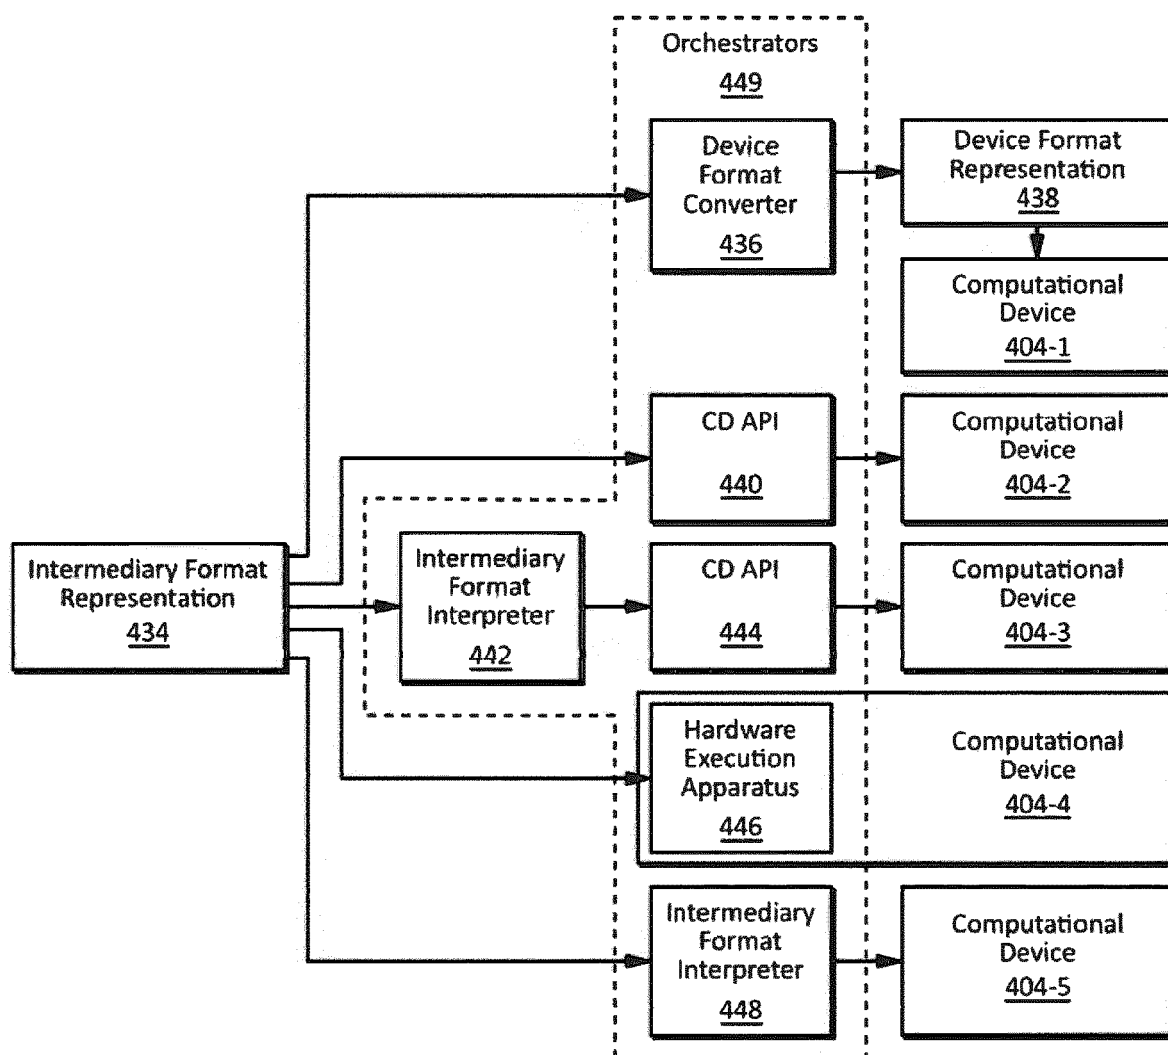 Orchestrators
449
Device
Format
Converter
436
Device Format
Representation
438
Computational
Device
404-1
CD API
440
Computational
Device
404-2
Intermediary Format
Representation
434
Intermediary
Format
Interpreter
442
CD API
444
Computational
Device
404-3
Hardware
Execution
Apparatus
446
Computational
Device
404-4
Intermediary
Format
Interpreter
448
Computational
Device
404-5